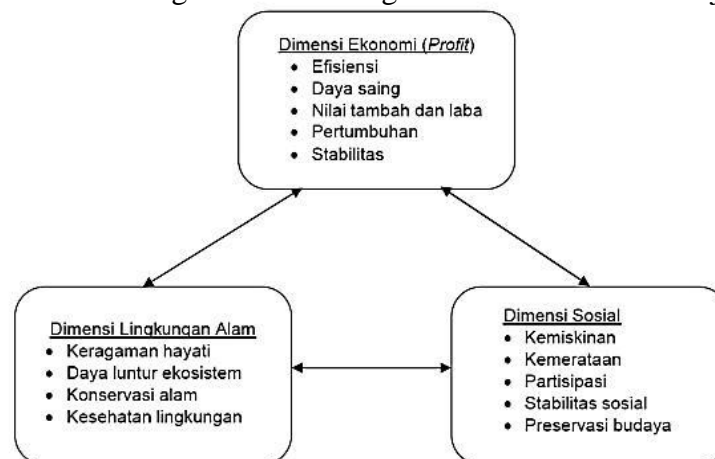 Dimensi Ekonomi (Profit)
• Efisiensi
• Daya saing
• Nilai tambah dan laba
• Pertumbuhan
• Stabilitas
Dimensi Lingkungan Alam
• Keragaman hayati
• Daya luntur ekosistem
• Konservasi alam
• Kesehatan lingkungan
Dimensi Sosial
• Kemiskinan
• Kemerataan
• Partisipasi
• Stabilitas sosial
• Preservasi budaya